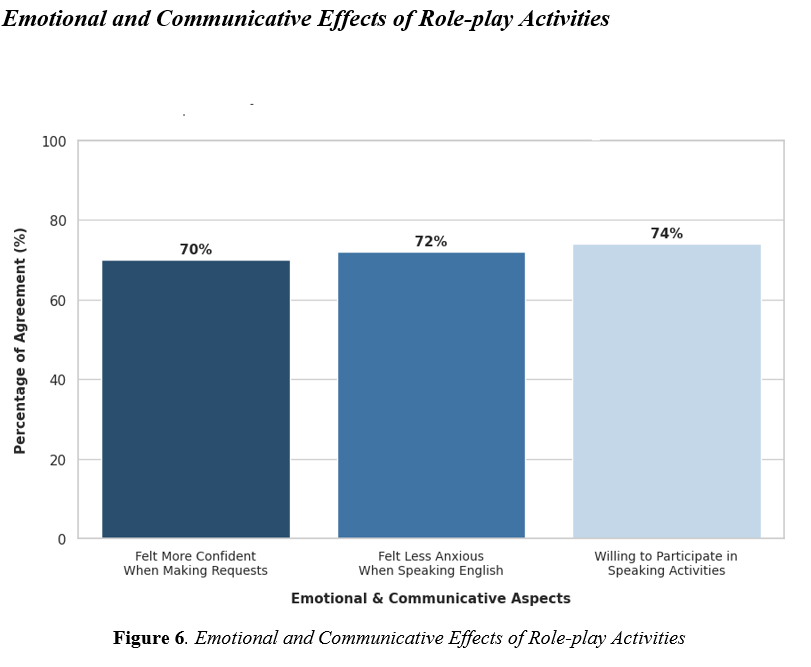 Emotional and Communicative Effects of Role-play Activities
100
80
60
40
20
0
Percentage of Agreement (%)
70%
72%
74%
Felt More Confident
When Making Requests
Felt Less Anxious
When Speaking English
Willing to Participate in
Speaking Activities
Emotional & Communicative Aspects
Figure 6. Emotional and Communicative Effects of Role-play Activities